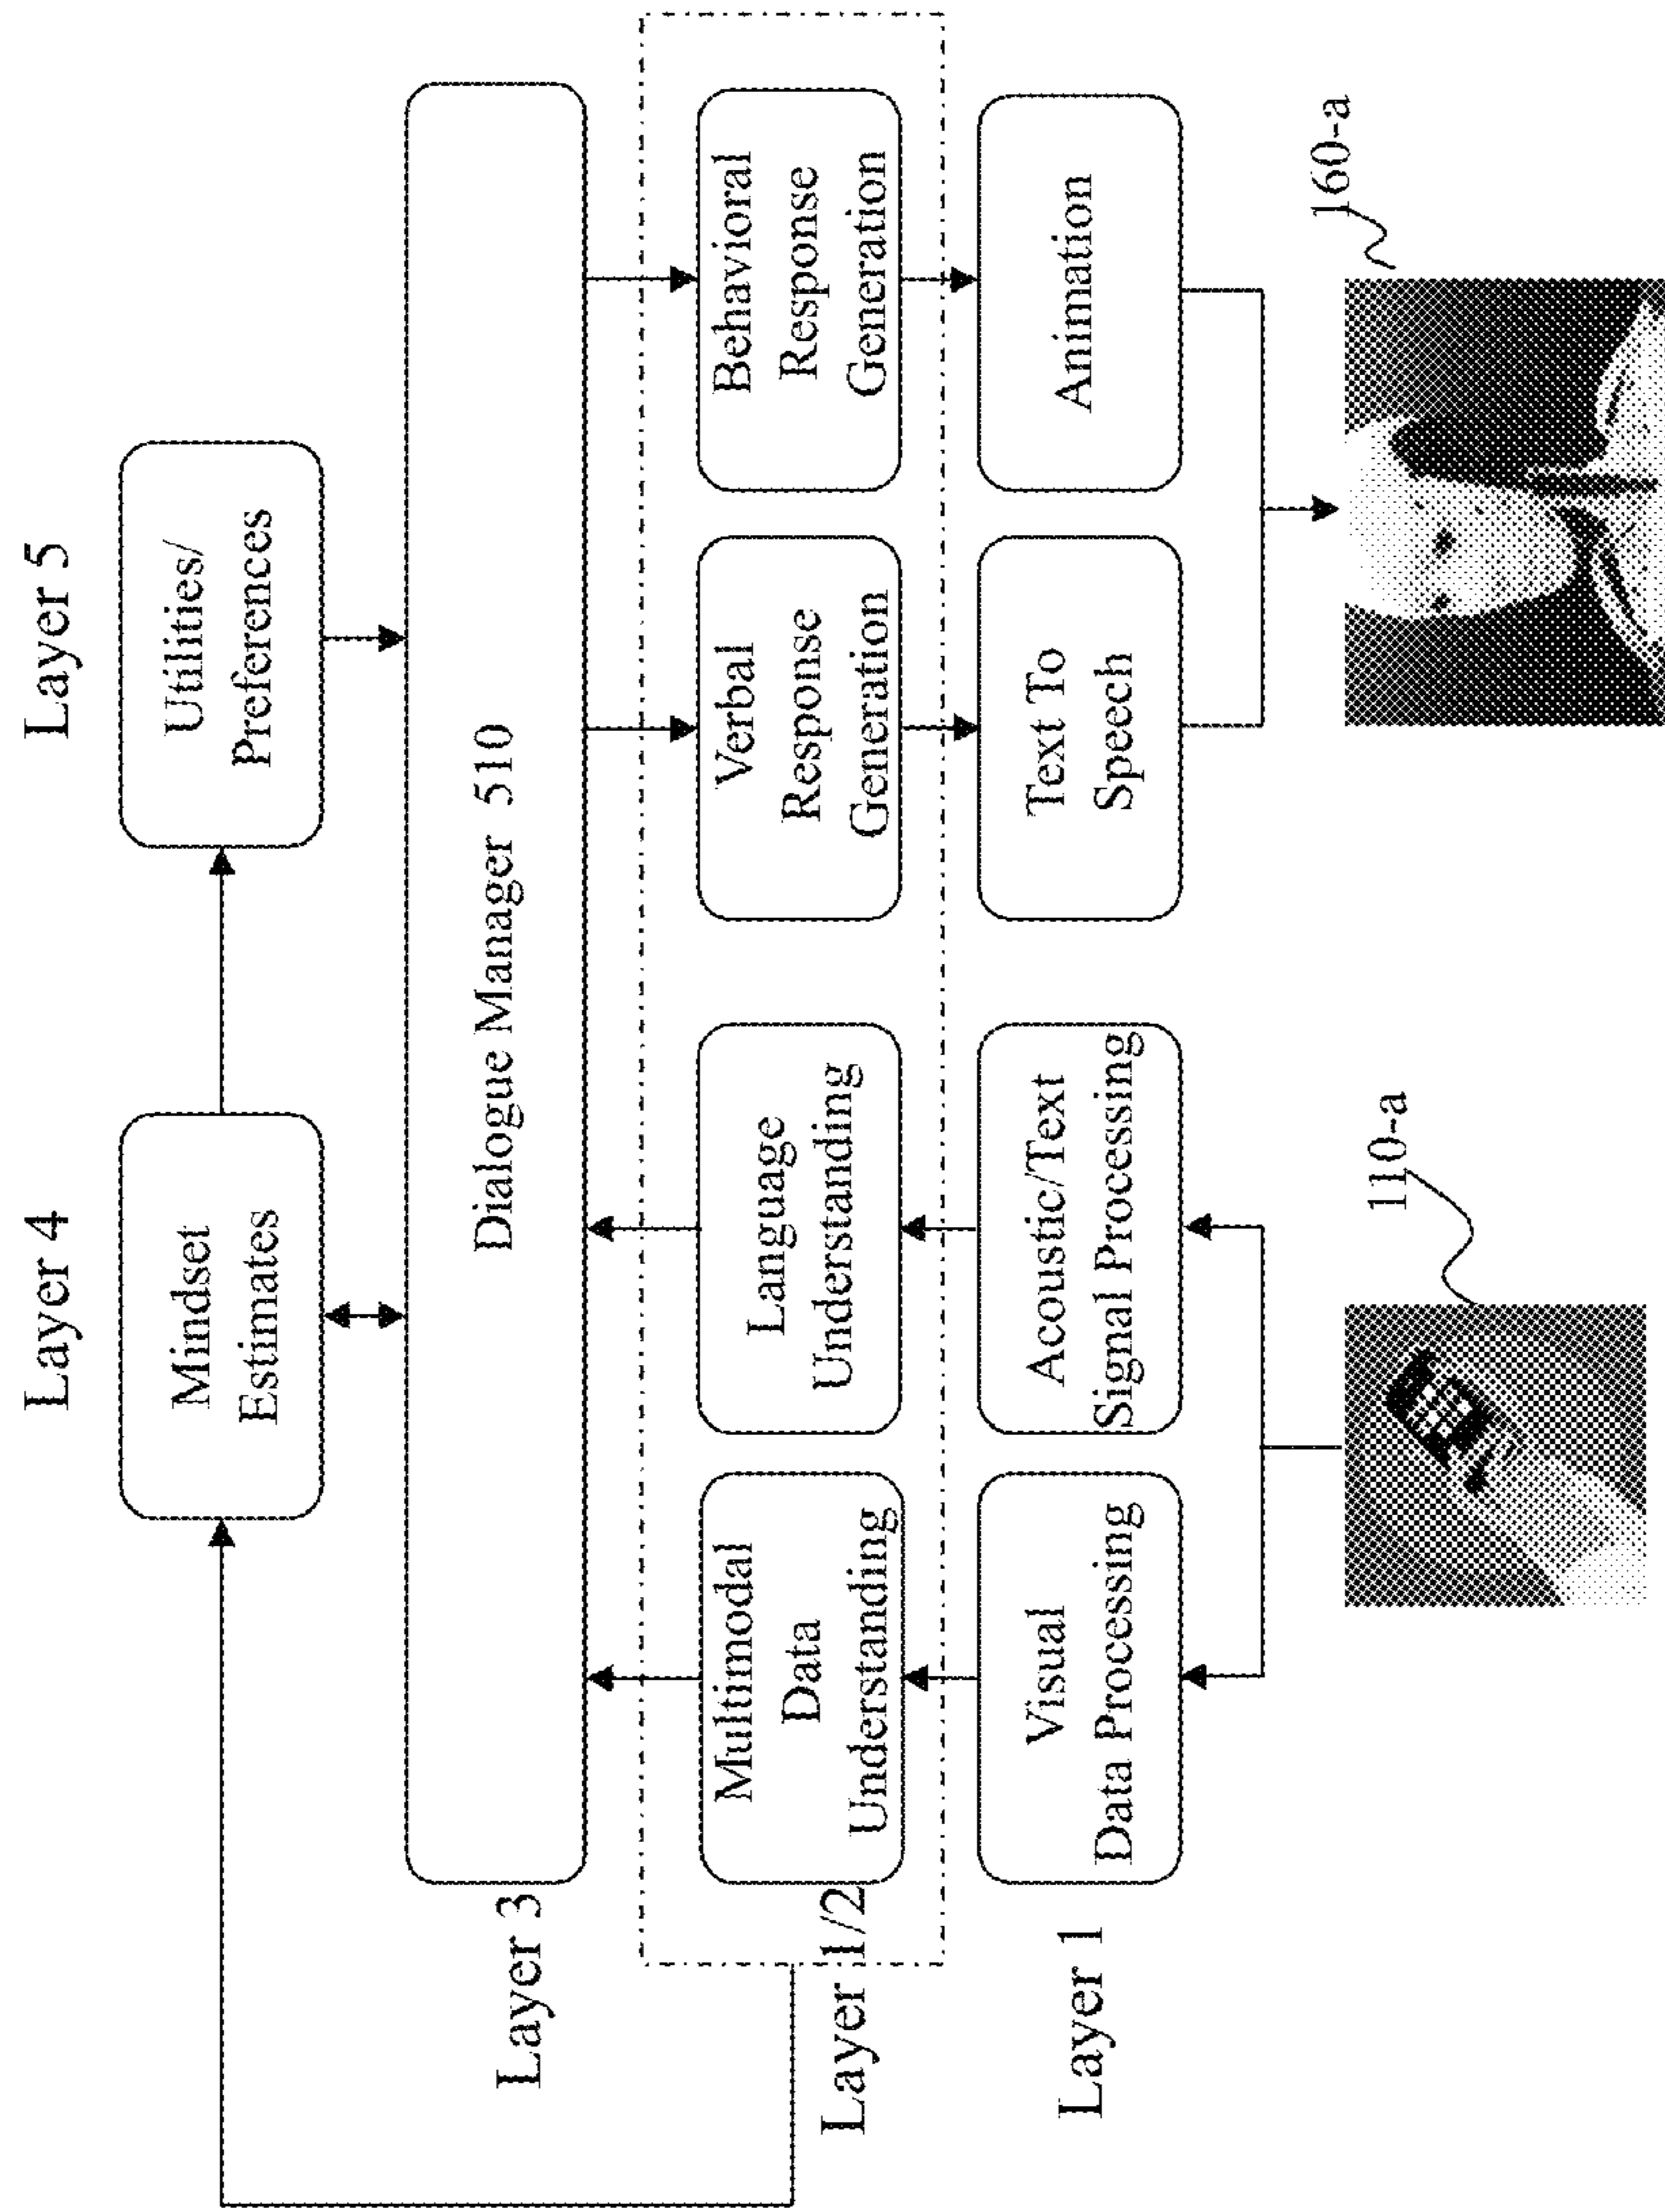 Layer 4
Layer 5
Mindset
Estimates
Utilities/
Preferences
Layer 3
Dialogue Manager 510
Layer 1/2
Multimodal
Data
Understanding
Language
Understanding
Verbal
Response
Generation
Behavioral
Response
Generation
Layer 1
Visual
Data Processing
Acoustic/Text
Signal Processing
Text To
Speech
Animation
110-a
160-a